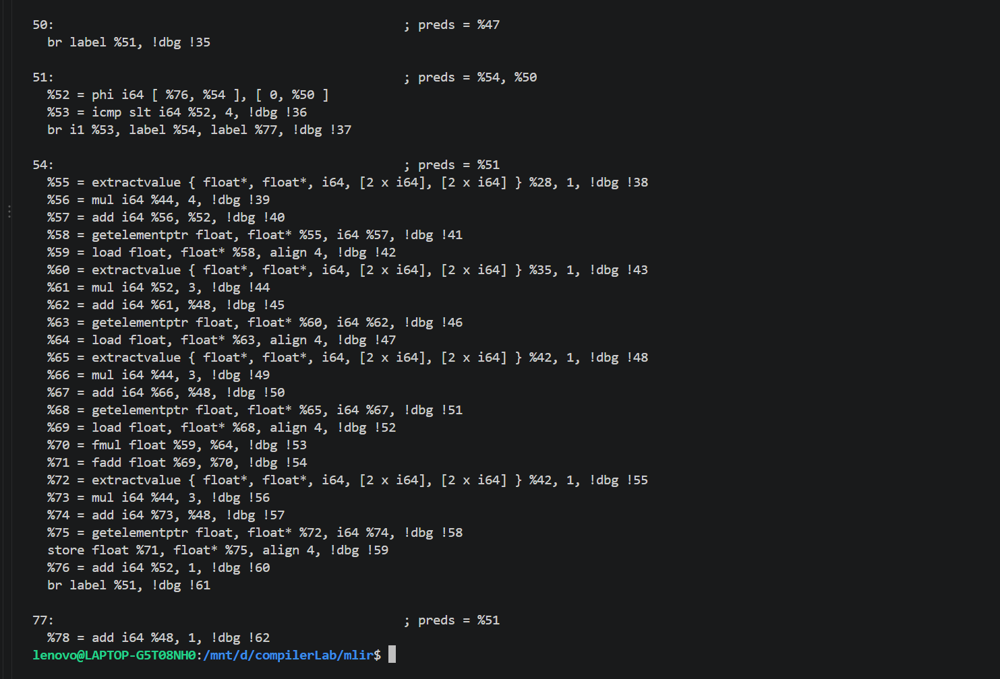 50:                                               ; preds = %47
  br label %51, !dbg !35

51:                                               ; preds = %54, %50
  %52 = phi i64 [ %76, %54 ], [ 0, %50 ]
  %53 = icmp slt i64 %52, 4, !dbg !36
  br i1 %53, label %54, label %77, !dbg !37

54:                                               ; preds = %51
  %55 = extractvalue { float*, float*, i64, [2 x i64], [2 x i64] } %28, 1, !dbg !38
  %56 = mul i64 %44, 4, !dbg !39
  %57 = add i64 %56, %52, !dbg !40
  %58 = getelementptr float, float* %55, i64 %57, !dbg !41
  %59 = load float, float* %58, align 4, !dbg !42
  %60 = extractvalue { float*, float*, i64, [2 x i64], [2 x i64] } %35, 1, !dbg !43
  %61 = mul i64 %52, 3, !dbg !44
  %62 = add i64 %61, %48, !dbg !45
  %63 = getelementptr float, float* %60, i64 %62, !dbg !46
  %64 = load float, float* %63, align 4, !dbg !47
  %65 = extractvalue { float*, float*, i64, [2 x i64], [2 x i64] } %42, 1, !dbg !48
  %66 = mul i64 %44, 3, !dbg !49
  %67 = add i64 %66, %48, !dbg !50
  %68 = getelementptr float, float* %65, i64 %67, !dbg !51
  %69 = load float, float* %68, align 4, !dbg !52
  %70 = fmul float %59, %64, !dbg !53
  %71 = fadd float %69, %70, !dbg !54
  %72 = extractvalue { float*, float*, i64, [2 x i64], [2 x i64] } %42, 1, !dbg !55
  %73 = mul i64 %44, 3, !dbg !56
  %74 = add i64 %73, %48, !dbg !57
  %75 = getelementptr float, float* %72, i64 %74, !dbg !58
  store float %71, float* %75, align 4, !dbg !59
  %76 = add i64 %52, 1, !dbg !60
  br label %51, !dbg !61

77:                                               ; preds = %51
  %78 = add i64 %48, 1, !dbg !62
lenovo@LAPTOP-G5T08NH0:/mnt/d/compilerLab/mlir$